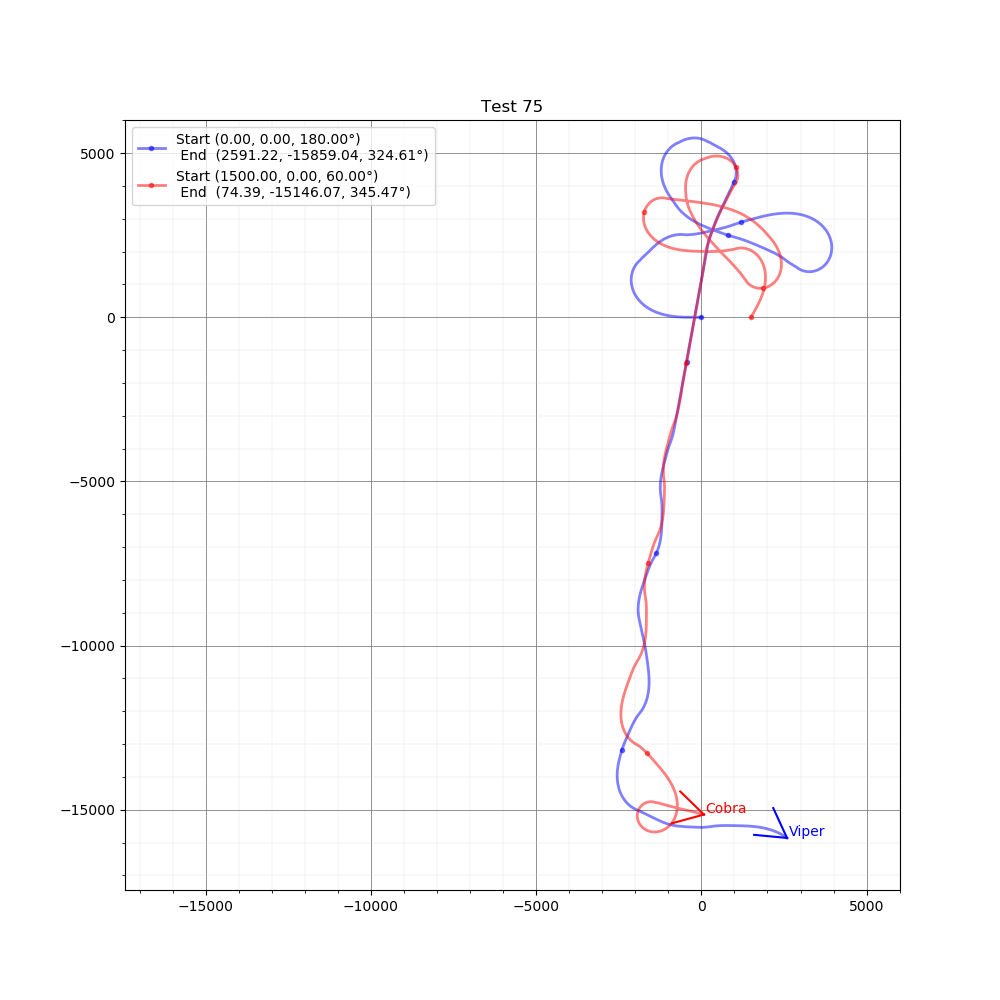 Test 75
Start (0.00, 0.00, 180.00°)
End (2591.22, -15859.04, 324.61°)
Start (1500.00, 0.00, 60.00°)
End (74.39, -15146.07, 345.47°)
5000
0
−5000
−10000
−15000
Cobra
Viper
−15000 −10000 −5000 0 5000